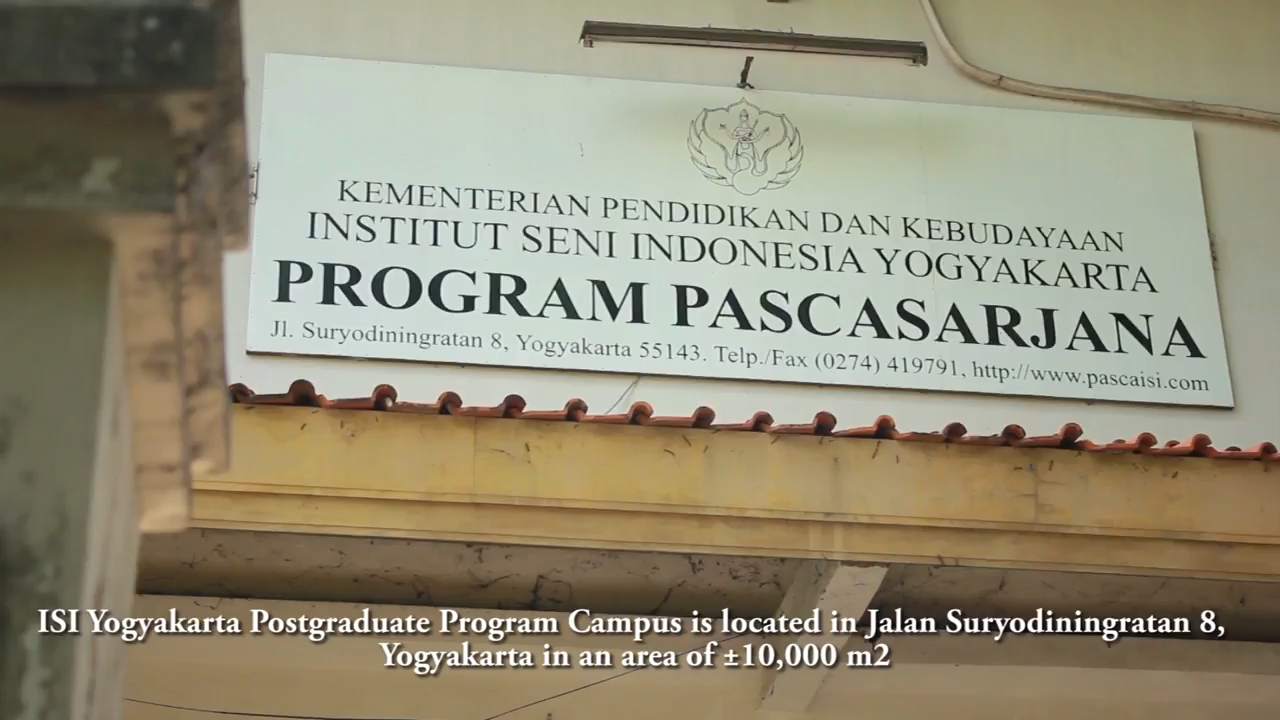 KEMENTERIAN PENDIDIKAN DAN KEBUDAYAAN
INSTITUT SENI INDONESIA YOGYAKARTA
PROGRAM PASCASARJANA
Jl. Suryodiningratan 8, Yogyakarta 55143. Telp./Fax (0274) 419791, http://www.pascaisi.com
ISI Yogyakarta Postgraduate Program Campus is located in Jalan Suryodiningratan 8,
Yogyakarta in an area of ±10,000 m2